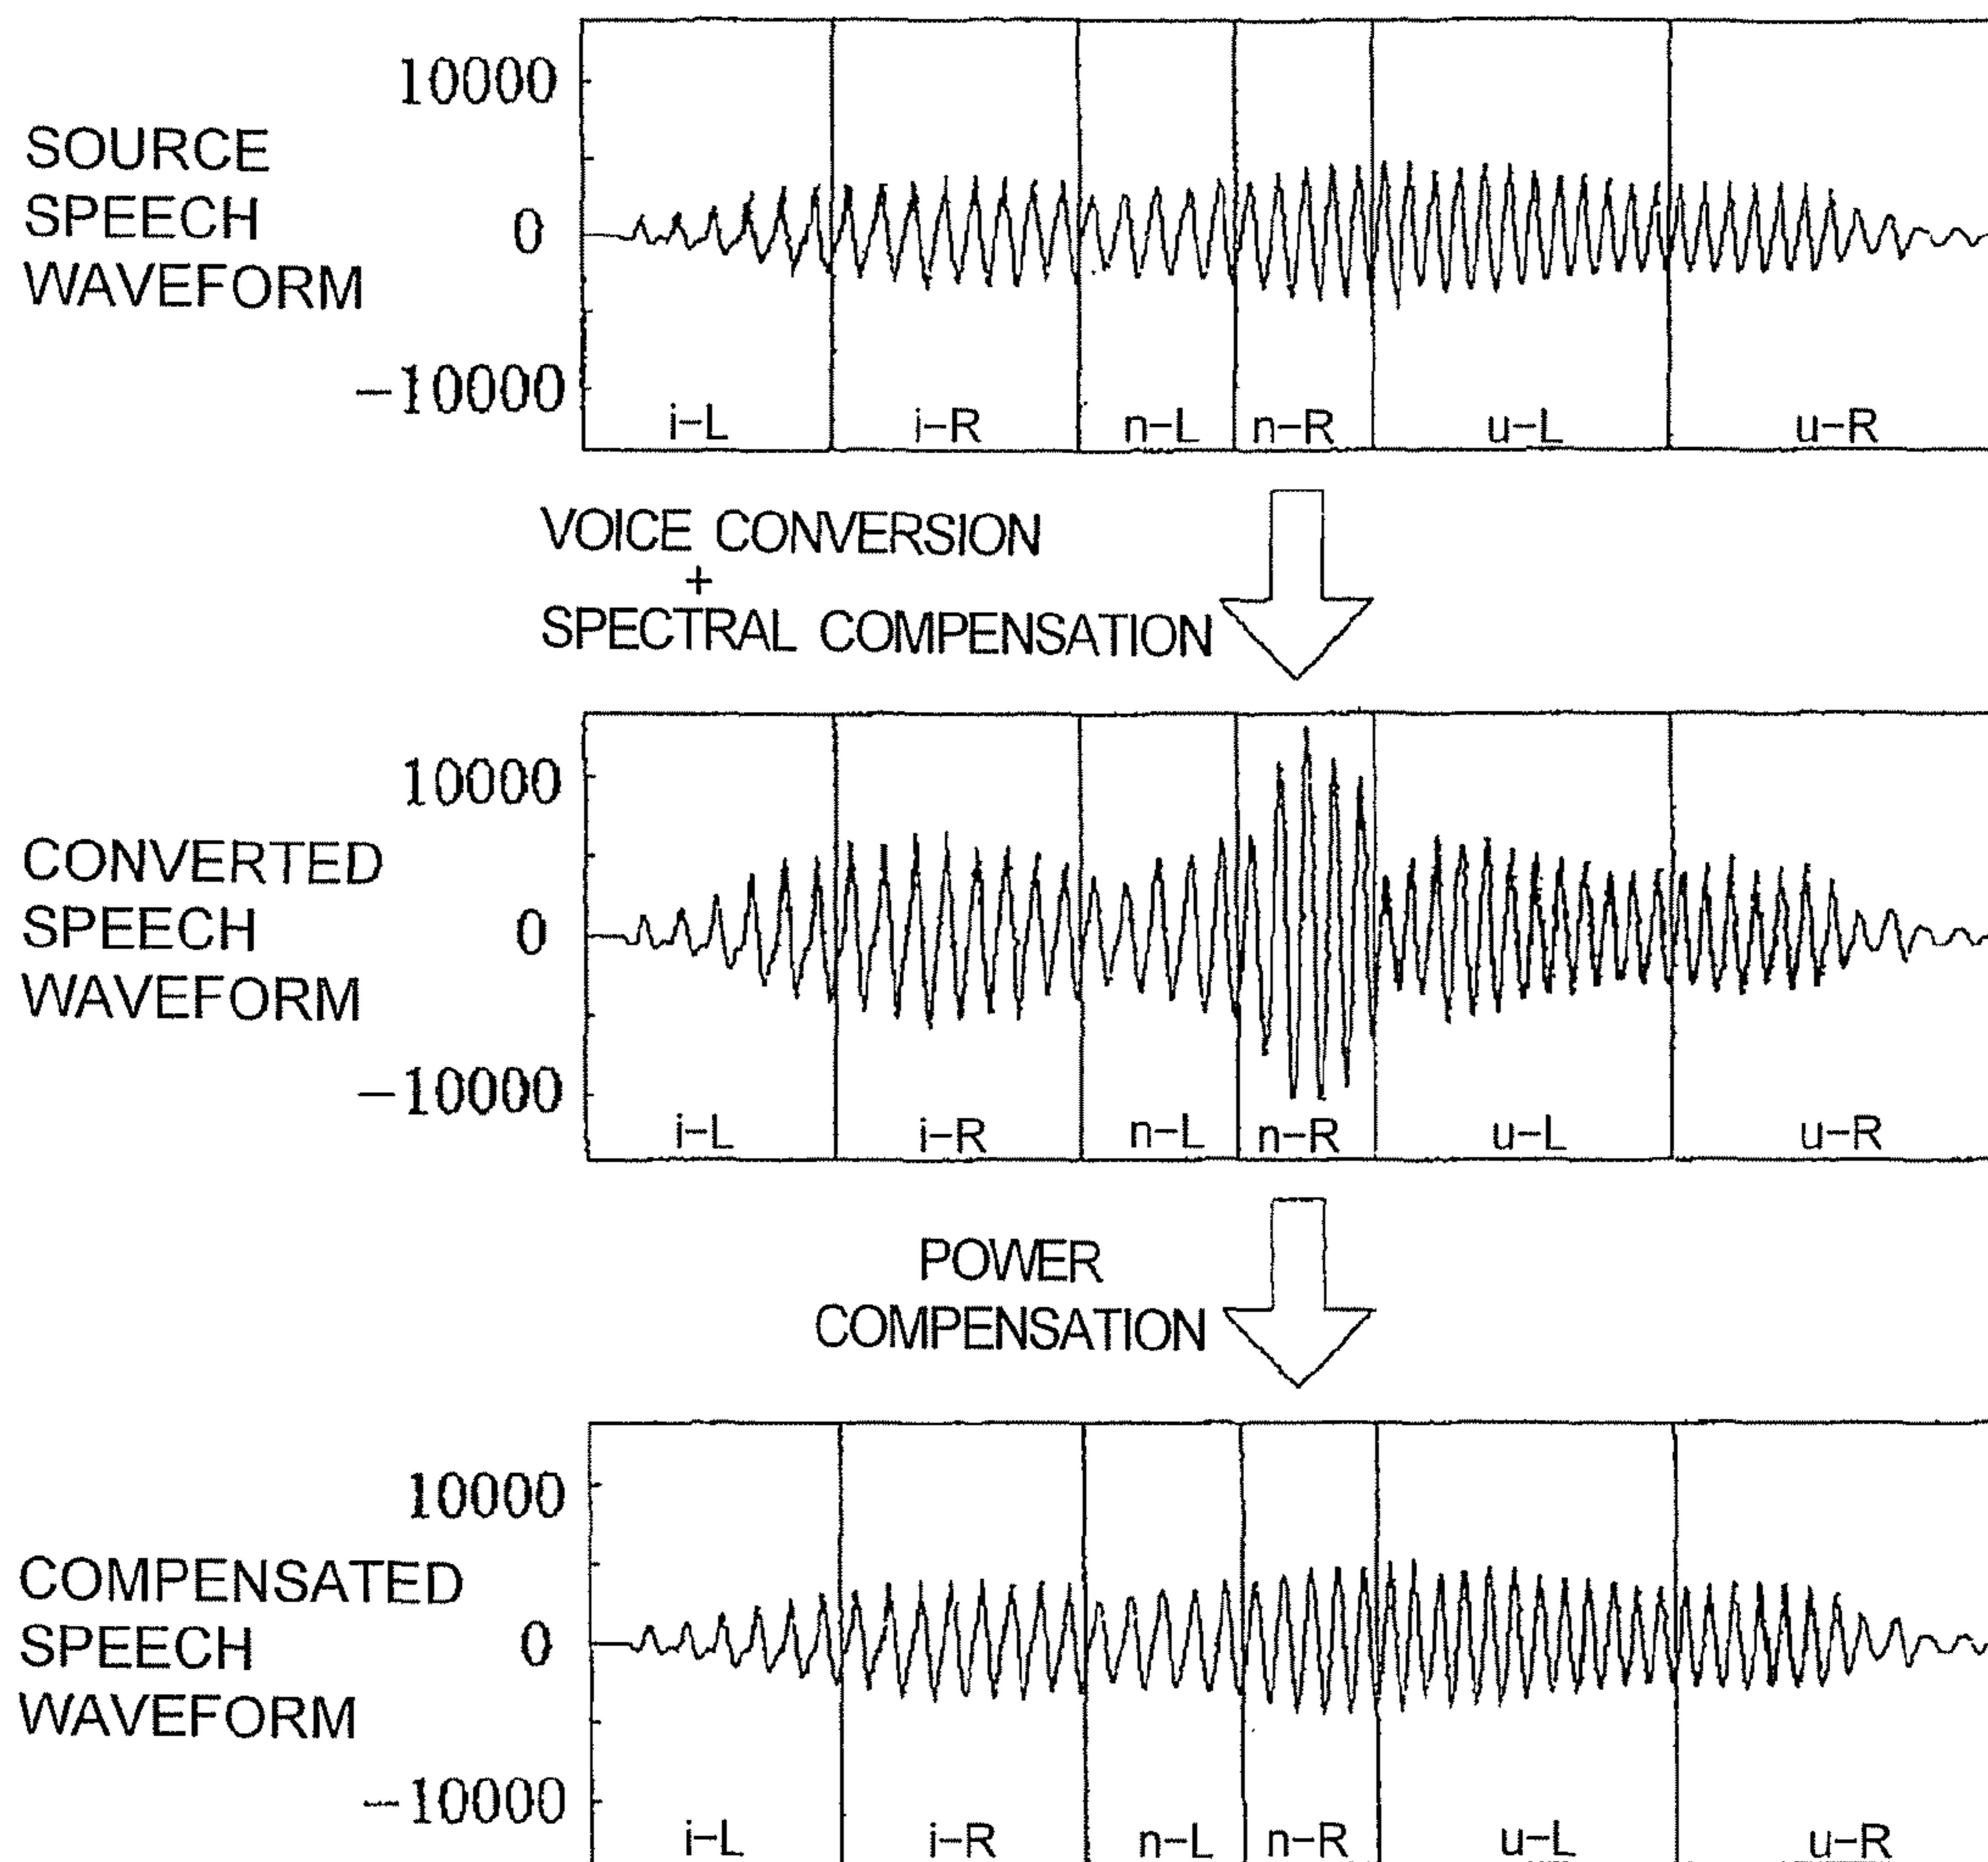 10000
SOURCE
SPEECH
WAVEFORM
0
−10000
i–L i–R n–L n–R u–L u–R
VOICE CONVERSION
+
SPECTRAL COMPENSATION
10000
CONVERTED
SPEECH
WAVEFORM
0
−10000
i–L i–R n–L n–R u–L u–R
POWER
COMPENSATION
10000
COMPENSATED
SPEECH
WAVEFORM
0
−10000
i–L i–R n–L n–R u–L u–R